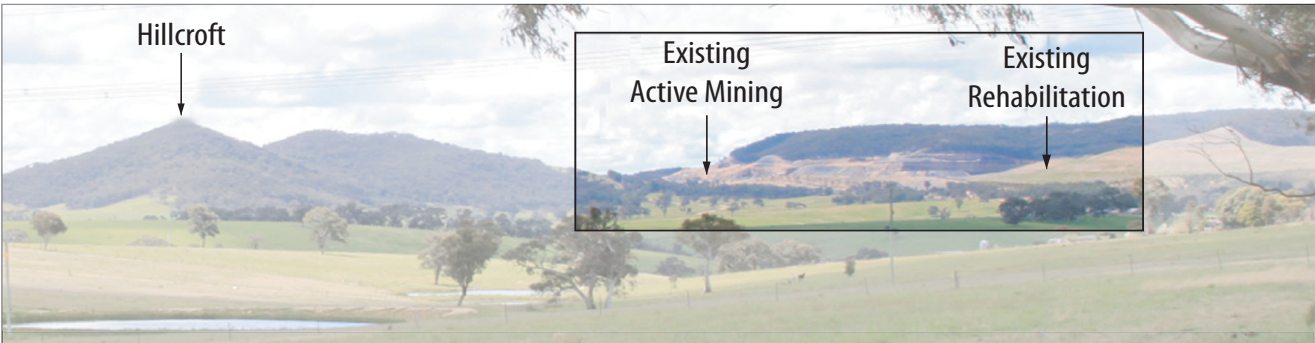 Hillcroft
Existing
Active Mining
Existing
Rehabilitation